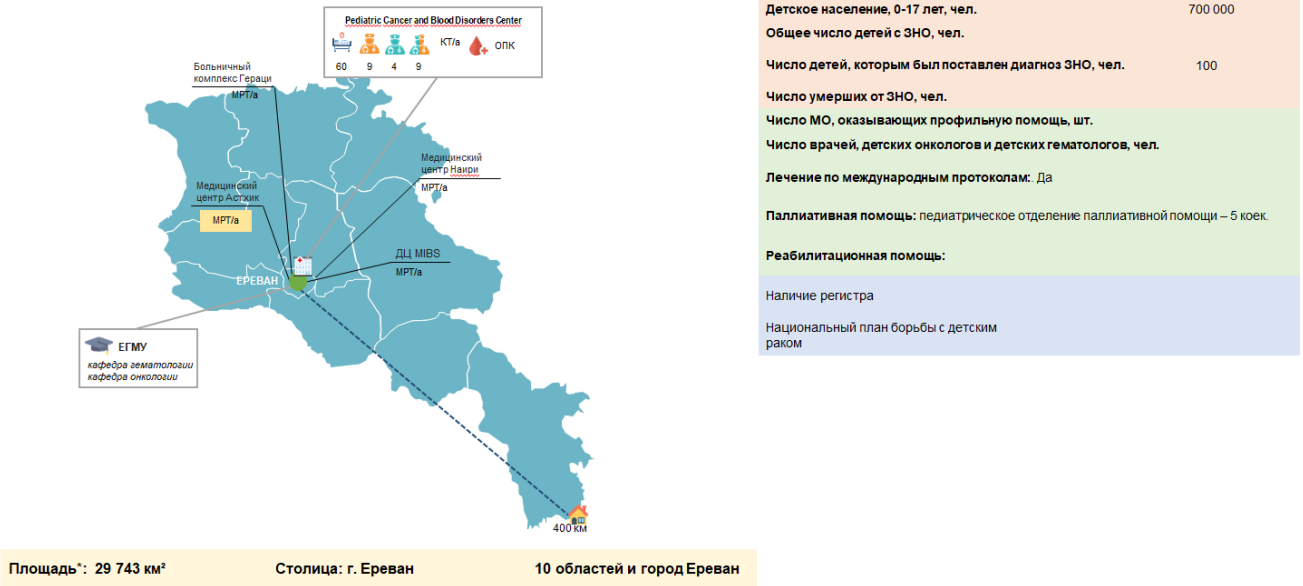 Pediatric Cancer and Blood Disorders Center
КТ/а
ОПК
60 9 4 9
Больничный
комплекс Гераци
МРТ/а
Медицинский
центр Наири
МРТ/а
Медицинский
центр Астхик
МРТ/а
ДЦ MIBS
МРТ/а
ЕРЕВАН
ЕГМУ
кафедра гематологии
кафедра онкологии
400 км
Площадь*: 29 743 км²
Столица: г. Ереван
10 областей и город Ереван
Детское население, 0-17 лет, чел. 700 000
Общее число детей с ЗНО, чел.
Число детей, которым был поставлен диагноз ЗНО, чел. 100
Число умерших от ЗНО, чел.
Число МО, оказывающих профильную помощь, шт.
Число врачей, детских онкологов и детских гематологов, чел.
Лечение по международным протоколам:. Да
Паллиативная помощь: педиатрическое отделение паллиативной помощи – 5 коек.
Реабилитационная помощь:
Наличие регистра
Национальный план борьбы с детским
раком